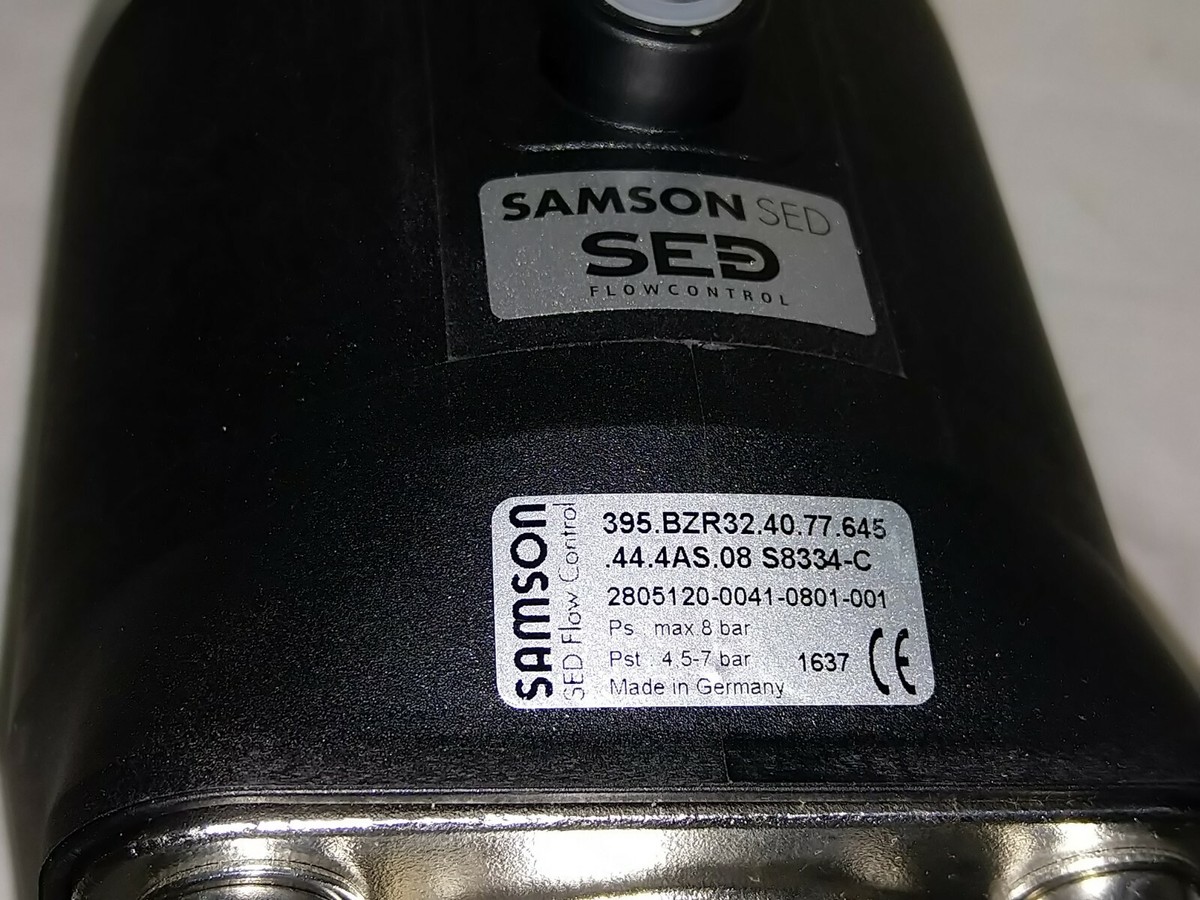 SAMSON SED
SED
FLOWCONTROL
SAMSON
SED Flow Control
395.BZR32.40.77.645
.44.4AS.08 S8334-C
2805120-0041-0801-001
Ps max.8 bar
Pst : 4,5-7 bar 1637 CE
Made in Germany